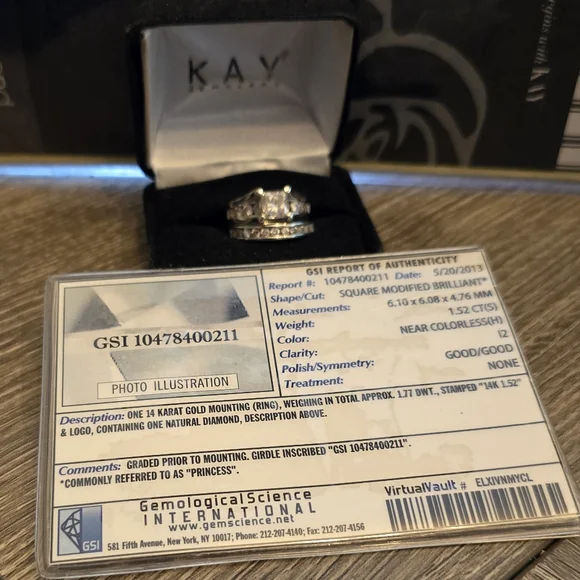 KAY
JEWELERS
begins with KAY
GSI REPORT OF AUTHENTICITY
Report #: 10478400211 Date: 5/20/2013
Shape/Cut: SQUARE MODIFIED BRILLIANT*
Measurements: 6.10 x 6.08 x 4.76 MM
Weight: 1.52 CT(S)
Color: NEAR COLORLESS(H)
Clarity: I2
Polish/Symmetry: GOOD/GOOD
Treatment: NONE
GSI 10478400211
PHOTO ILLUSTRATION
Description: ONE 14 KARAT GOLD MOUNTING (RING), WEIGHING IN TOTAL APPROX. 1.77 DWT., STAMPED "14K 1.52"
& LOGO, CONTAINING ONE NATURAL DIAMOND, DESCRIPTION ABOVE.
Comments: GRADED PRIOR TO MOUNTING. GIRDLE INSCRIBED "GSI 10478400211".
*COMMONLY REFERRED TO AS "PRINCESS".
GSI
GemologicalScience
INTERNATIONAL
www.gemscience.net
581 Fifth Avenue, New York, NY 10017; Phone: 212-207-4140; Fax: 212-207-4156
VirtualVault # ELXIVNMYCL